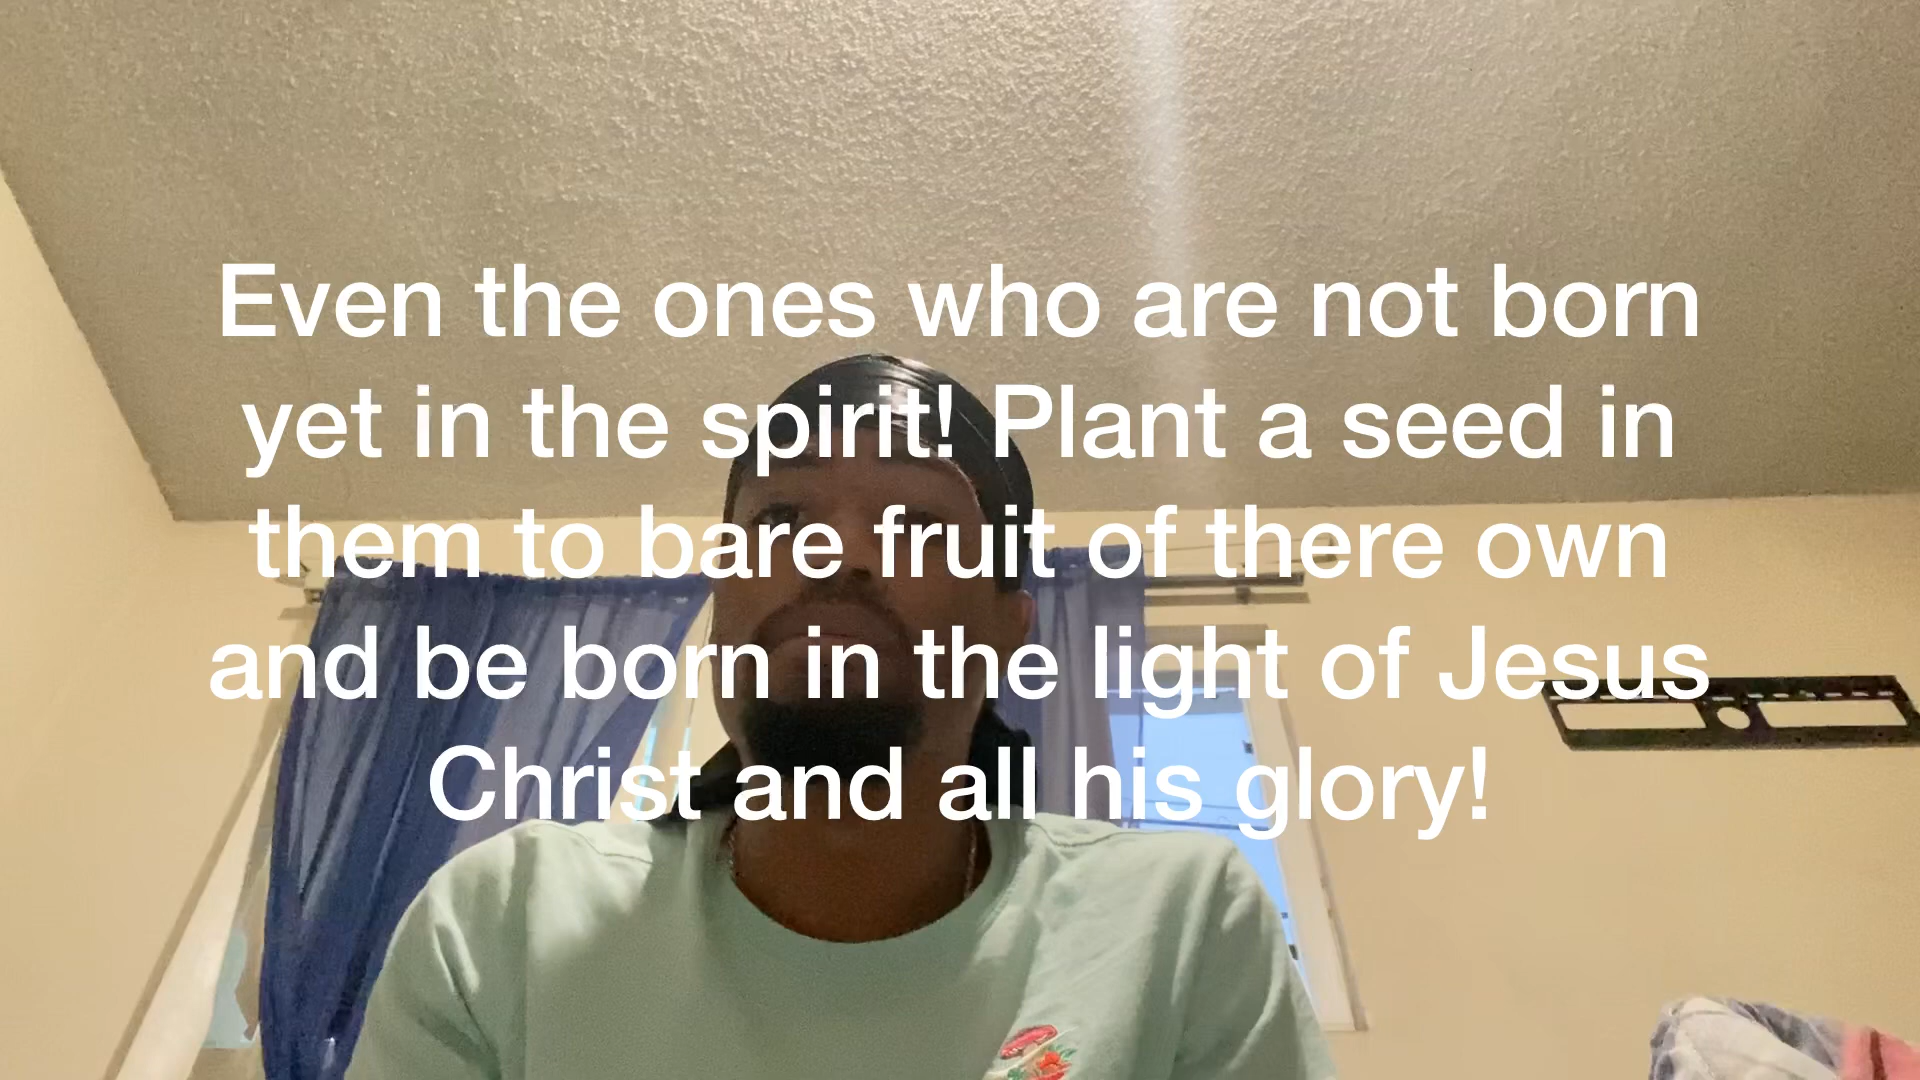 Even the ones who are not born
yet in the spirit! Plant a seed in
them to bare fruit of there own
and be born in the light of Jesus
Christ and all his glory!